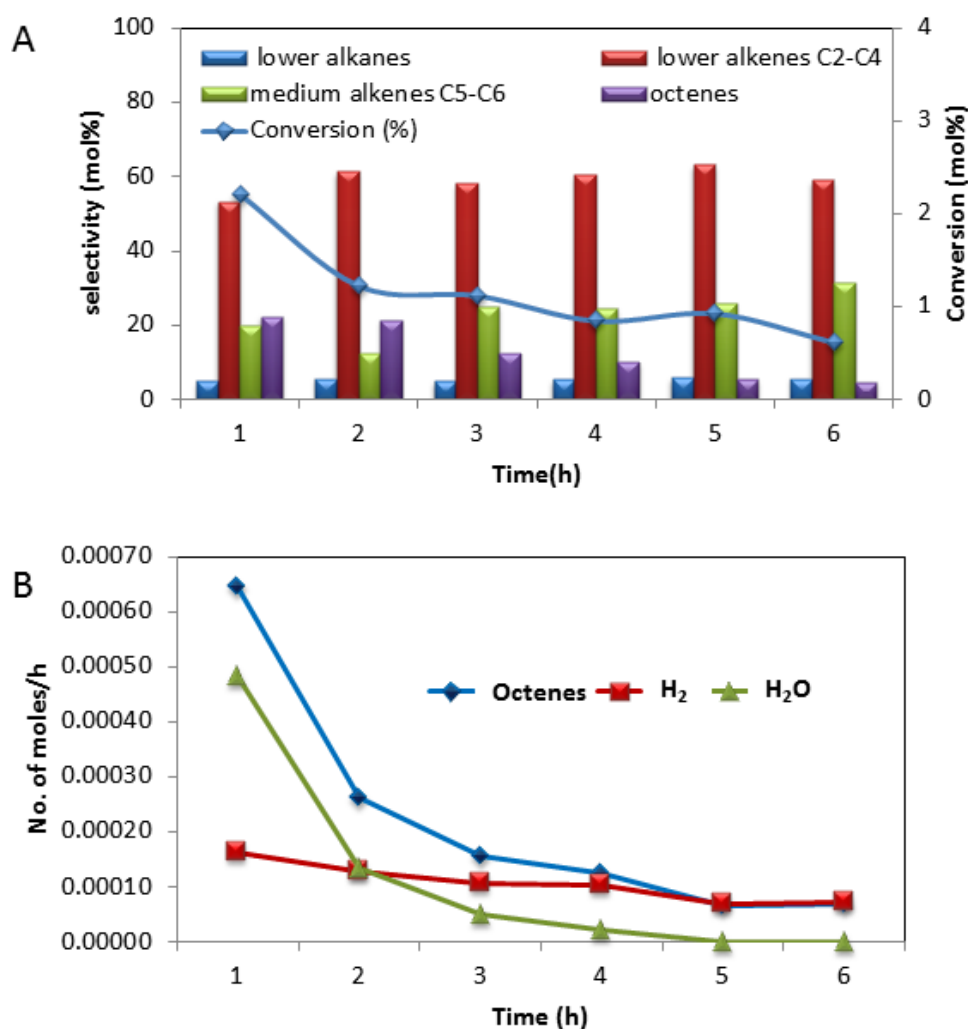 A
100
80
60
40
20
0
selectivity (mol%)
lower alkanes
lower alkenes C2-C4
medium alkenes C5-C6
octenes
Conversion (%)
4
3
2
1
0
Conversion (mol%)
1 2 3 4 5 6
Time(h)
B
0.00070
0.00060
0.00050
0.00040
0.00030
0.00020
0.00010
0.00000
No. of moles/h
Octenes H₂ H₂O
1 2 3 4 5 6
Time (h)